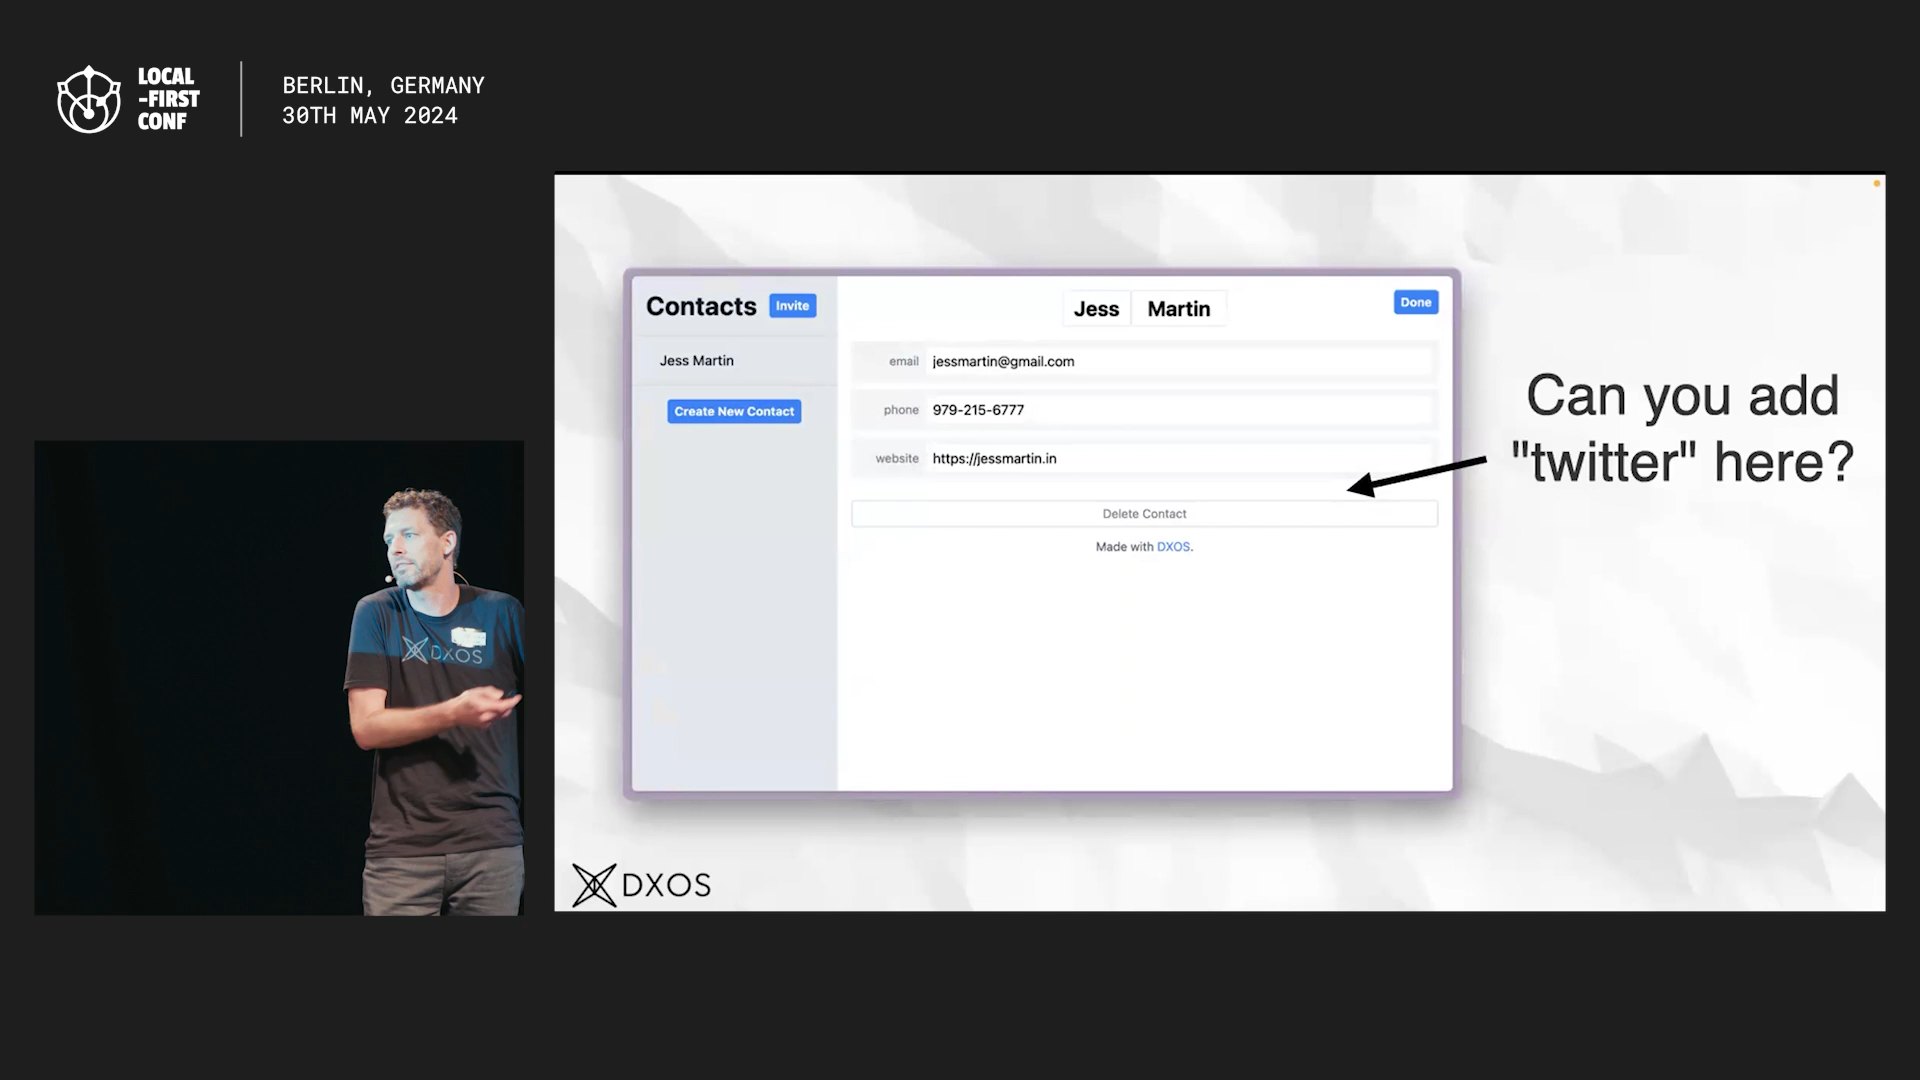 LOCAL
-FIRST
CONF
BERLIN, GERMANY
30TH MAY 2024
Contacts Invite
Jess Martin
Create New Contact
Jess Martin
Done
email jessmartin@gmail.com
phone 979-215-6777
website https://jessmartin.in
Delete Contact
Made with DXOS.
Can you add
"twitter" here?
DXOS
DXOS